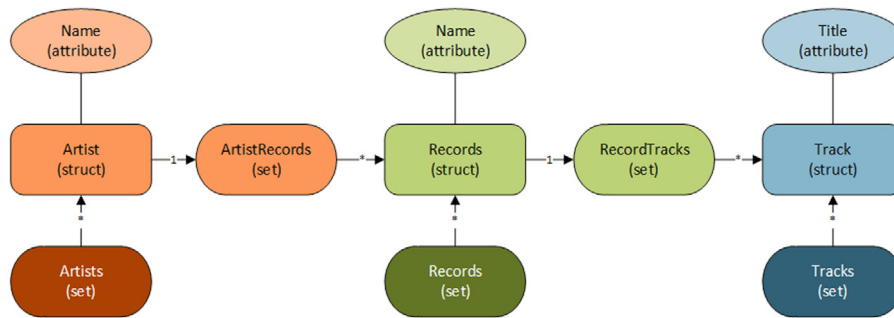 Name
(attribute)
Name
(attribute)
Title
(attribute)
Artist
(struct)
1
ArtistRecords
(set)
*
Records
(struct)
1
RecordTracks
(set)
*
Track
(struct)
*
*
*
Artists
(set)
Records
(set)
Tracks
(set)